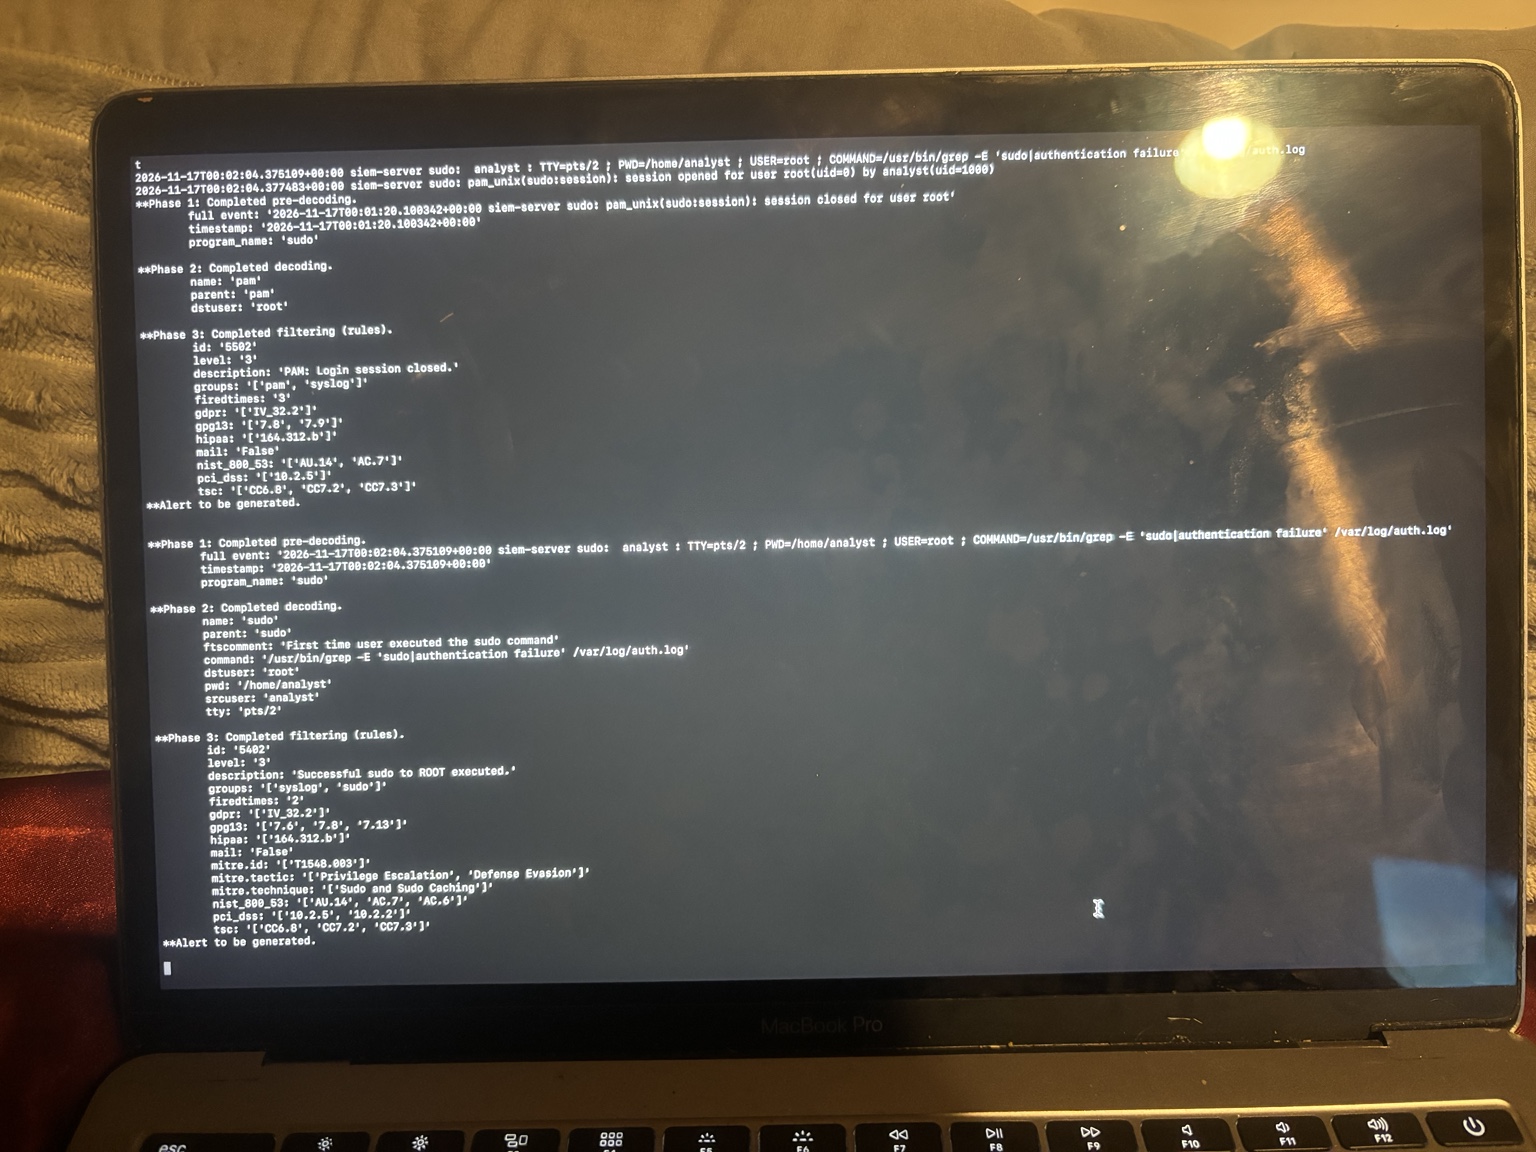 t
2026-11-17T00:02:04.375109+00:00 siem-server sudo:  analyst : TTY=pts/2 ; PWD=/home/analyst ; USER=root ; COMMAND=/usr/bin/grep -E 'sudo|authentication failure /auth.log
2026-11-17T00:02:04.377483+00:00 siem-server sudo: pam_unix(sudo:session): session opened for user root(uid=0) by analyst(uid=1000)
**Phase 1: Completed pre-decoding.
full event: '2026-11-17T00:01:20.100342+00:00 siem-server sudo: pam_unix(sudo:session): session closed for user root'
timestamp: '2026-11-17T00:01:20.100342+00:00'
program_name: 'sudo'
**Phase 2: Completed decoding.
name: 'pam'
parent: 'pam'
dstuser: 'root'
**Phase 3: Completed filtering (rules).
id: '5502'
level: '3'
description: 'PAM: Login session closed.'
groups: '['pam', 'syslog']'
firedtimes: '3'
gdpr: '['IV_32.2']'
gpg13: '['7.8', '7.9']'
hipaa: '['164.312.b']'
mail: 'False'
nist_800_53: '['AU.14', 'AC.7']'
pci_dss: '['10.2.5']'
tsc: '['CC6.8', 'CC7.2', 'CC7.3']'
**Alert to be generated.
**Phase 1: Completed pre-decoding.
full event: '2026-11-17T00:02:04.375109+00:00 siem-server sudo:  analyst : TTY=pts/2 ; PWD=/home/analyst ; USER=root ; COMMAND=/usr/bin/grep -E 'sudo|authentication failure' /var/log/auth.log'
timestamp: '2026-11-17T00:02:04.375109+00:00'
program_name: 'sudo'
**Phase 2: Completed decoding.
name: 'sudo'
parent: 'sudo'
ftscomment: 'First time user executed the sudo command'
command: '/usr/bin/grep -E 'sudo|authentication failure' /var/log/auth.log'
dstuser: 'root'
pwd: '/home/analyst'
srcuser: 'analyst'
tty: 'pts/2'
**Phase 3: Completed filtering (rules).
id: '5402'
level: '3'
description: 'Successful sudo to ROOT executed.'
groups: '['syslog', 'sudo']'
firedtimes: '2'
gdpr: '['IV_32.2']'
gpg13: '['7.6', '7.8', '7.13']'
hipaa: '['164.312.b']'
mail: 'False'
mitre.id: '['T1548.003']'
mitre.tactic: '['Privilege Escalation', 'Defense Evasion']'
mitre.technique: '['Sudo and Sudo Caching']'
nist_800_53: '['AU.14', 'AC.7', 'AC.6']'
pci_dss: '['10.2.5', '10.2.2']'
tsc: '['CC6.8', 'CC7.2', 'CC7.3']'
**Alert to be generated.
MacBook Pro
esc F7 F8 F9 F10 F11 F12